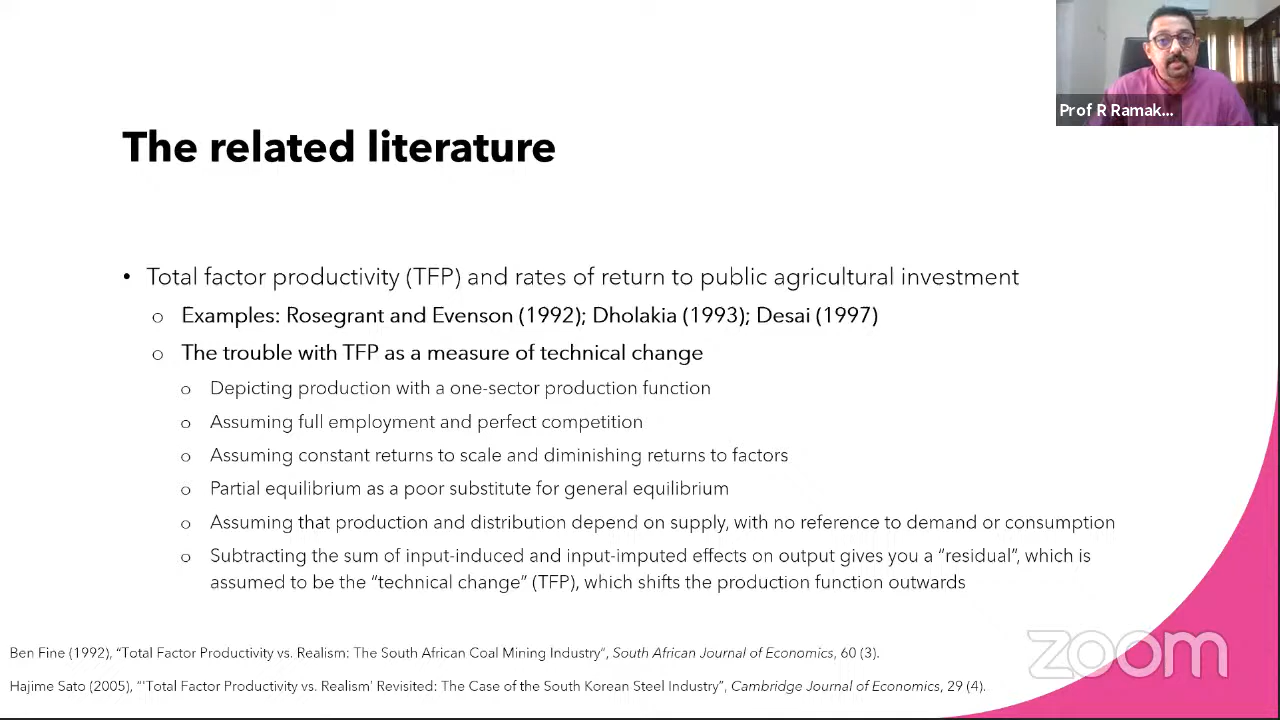 Prof R Ramak...
The related literature
• Total factor productivity (TFP) and rates of return to public agricultural investment
o Examples: Rosegrant and Evenson (1992); Dholakia (1993); Desai (1997)
o The trouble with TFP as a measure of technical change
o Depicting production with a one-sector production function
o Assuming full employment and perfect competition
o Assuming constant returns to scale and diminishing returns to factors
o Partial equilibrium as a poor substitute for general equilibrium
o Assuming that production and distribution depend on supply, with no reference to demand or consumption
o Subtracting the sum of input-induced and input-imputed effects on output gives you a “residual”, which is
assumed to be the “technical change” (TFP), which shifts the production function outwards
Ben Fine (1992), “Total Factor Productivity vs. Realism: The South African Coal Mining Industry”, South African Journal of Economics, 60 (3).
Hajime Sato (2005), “'Total Factor Productivity vs. Realism Revisited: The Case of the South Korean Steel Industry”, Cambridge Journal of Economics, 29 (4).
zoom